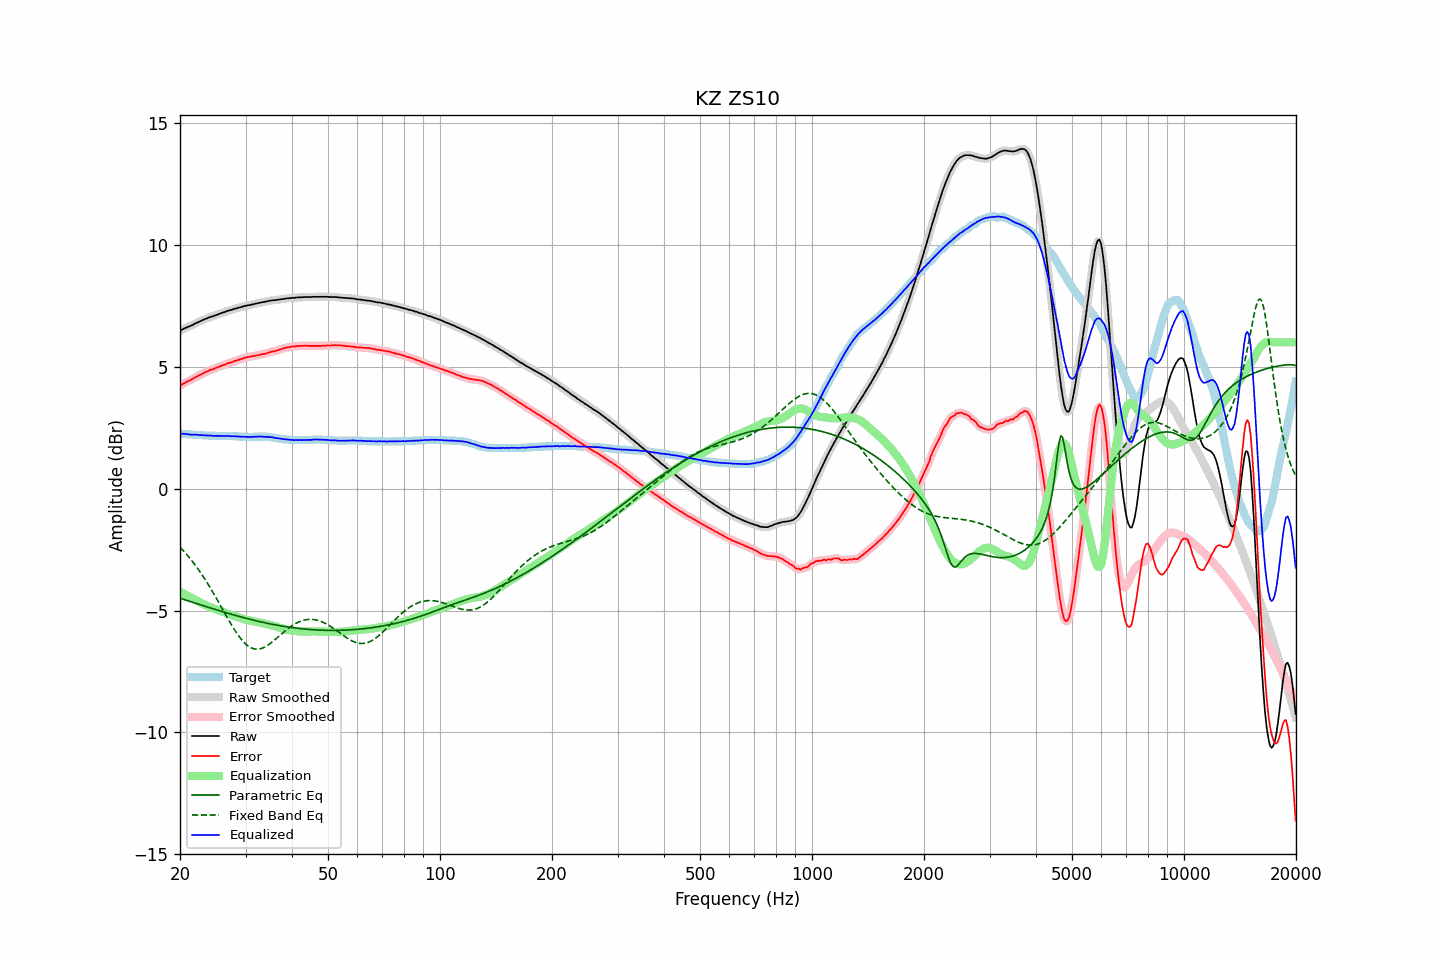 KZ ZS10
Amplitude (dBr)
15
10
5
0
−5
−10
−15
Target
Raw Smoothed
Error Smoothed
Raw
Error
Equalization
Parametric Eq
Fixed Band Eq
Equalized
20 50 100 200 500 1000 2000 5000 10000 20000
Frequency (Hz)